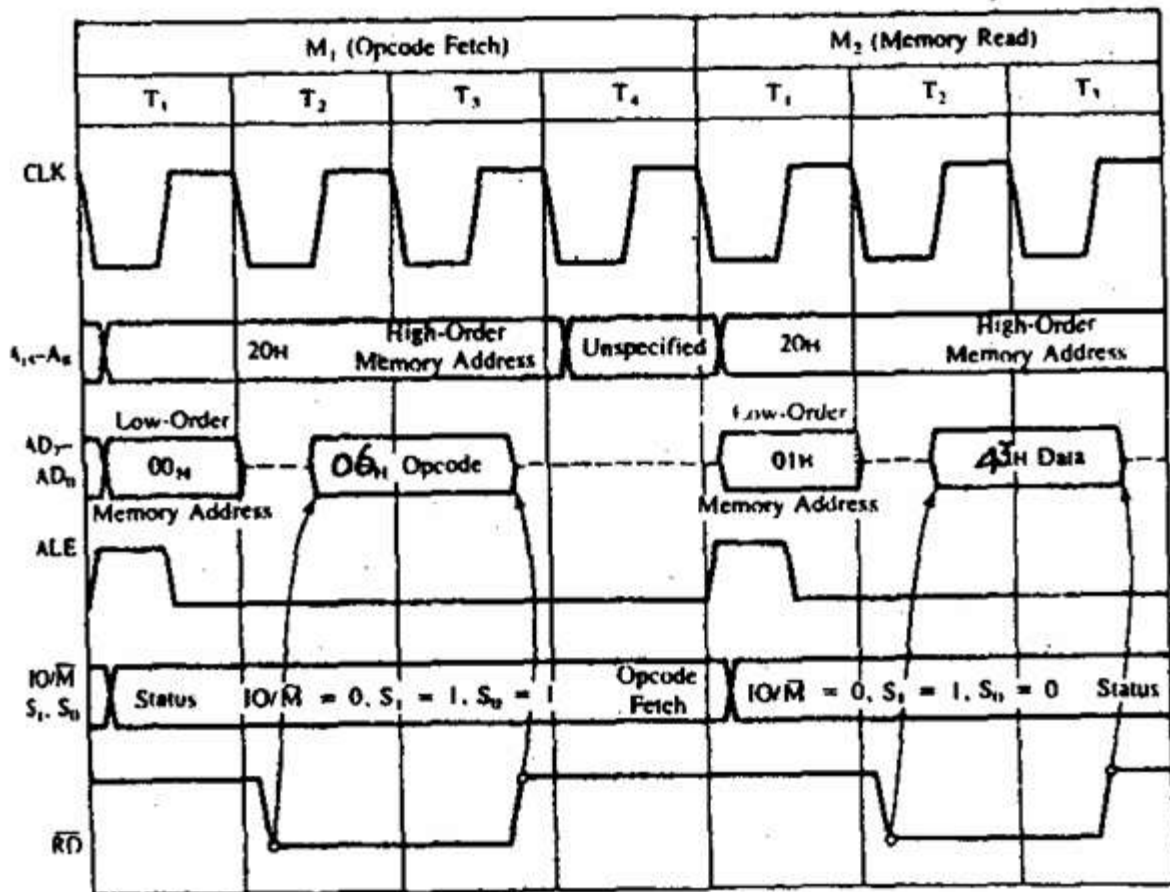 M₁ (Opcode Fetch) M₂ (Memory Read)
T₁ T₂ T₃ T₄ T₁ T₂ T₃
CLK
A₁₅–A₈ 20H High-Order Memory Address Unspecified 20H High-Order Memory Address
Low-Order Low-Order
AD₇–
AD₀ 00H 06H Opcode 01H 43H Data
Memory Address Memory Address
ALE
IO/M̅
S₁, S₀ Status IO/M̅ = 0, S₁ = 1, S₀ = 1 Opcode Fetch IO/M̅ = 0, S₁ = 1, S₀ = 0 Status
R̅D̅